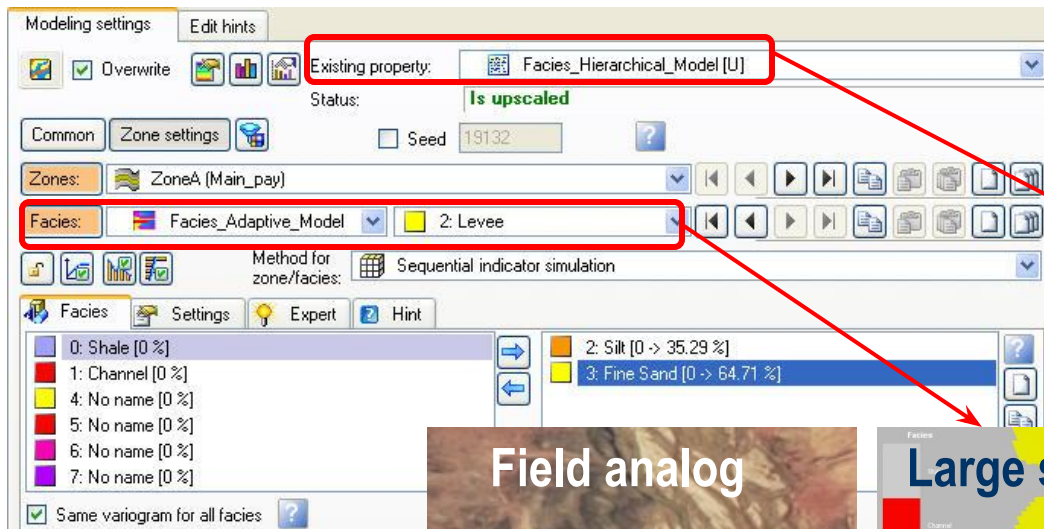 Modeling settings Edit hints
Overwrite Existing property: Facies_Hierarchical_Model [U]
Status: Is upscaled
Common Zone settings Seed 19132 ?
Zones: ZoneA (Main_pay)
Facies: Facies_Adaptive_Model 2: Levee
Method for
zone/facies: Sequential indicator simulation
Facies Settings Expert Hint
0: Shale [0 %] 2: Silt [0 -> 35.29 %]
1: Channel [0 %] 3: Fine Sand [0 -> 64.71 %]
4: No name [0 %]
5: No name [0 %]
6: No name [0 %]
7: No name [0 %]
Facies
Field analog Large s
Channel
Same variogram for all facies ?